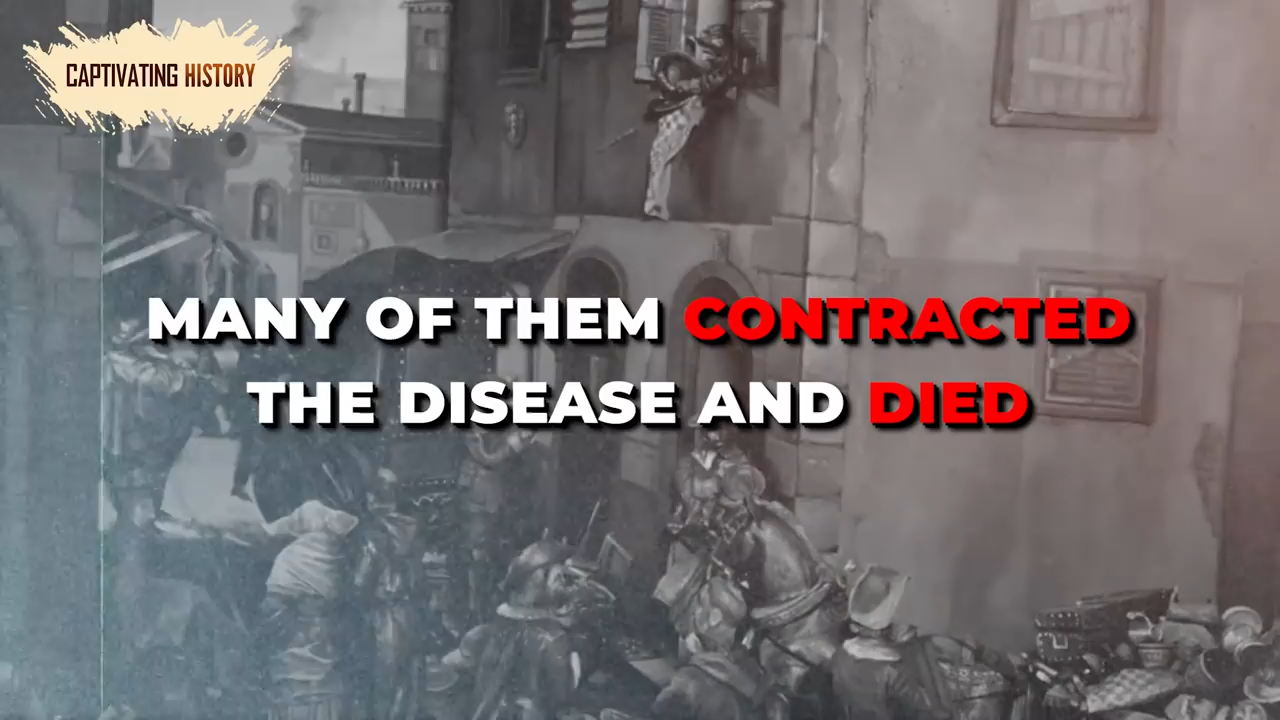 CAPTIVATING HISTORY
MANY OF THEM CONTRACTED
THE DISEASE AND DIED